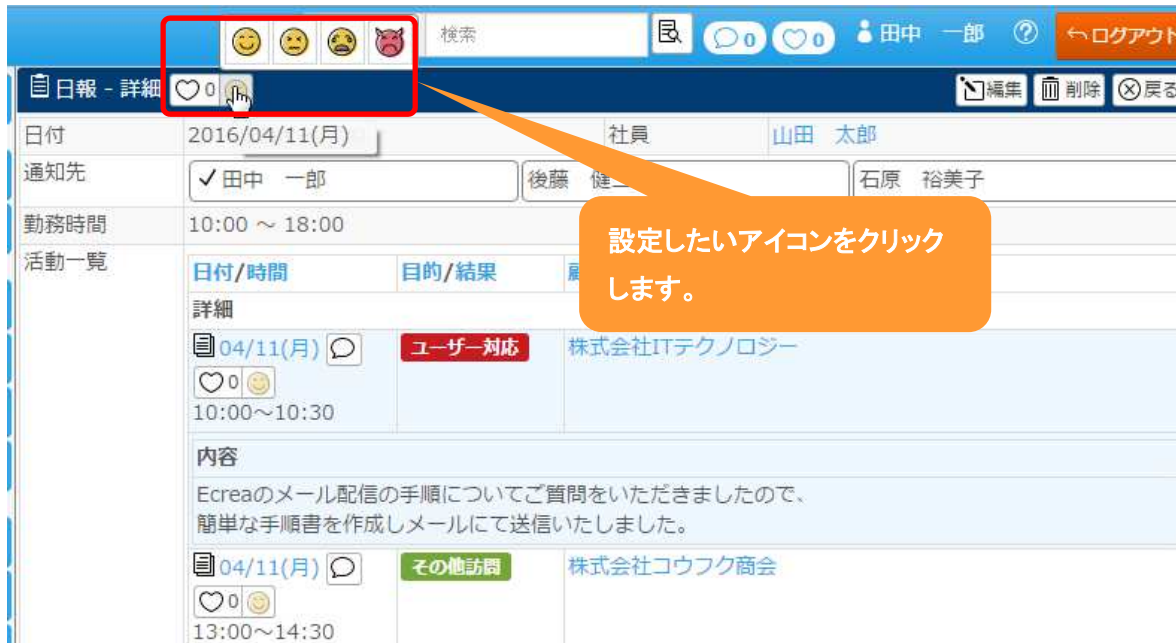 検索
0
0
田中 一郎
ログアウト
日報 - 詳細
0
編集
削除
戻る
日付
2016/04/11(月)
社員
山田 太郎
通知先
田中 一郎
後藤
石原 裕美子
勤務時間
10:00 ~ 18:00
設定したいアイコンをクリック
します。
活動一覧
日付/時間
目的/結果
詳細
04/11(月)
ユーザー対応
株式会社ITテクノロジー
0
10:00~10:30
内容
Ecreaのメール配信の手順についてご質問をいただきましたので、
簡単な手順書を作成しメールにて送信いたしました。
04/11(月)
その他訪問
株式会社コウフク商会
0
13:00~14:30